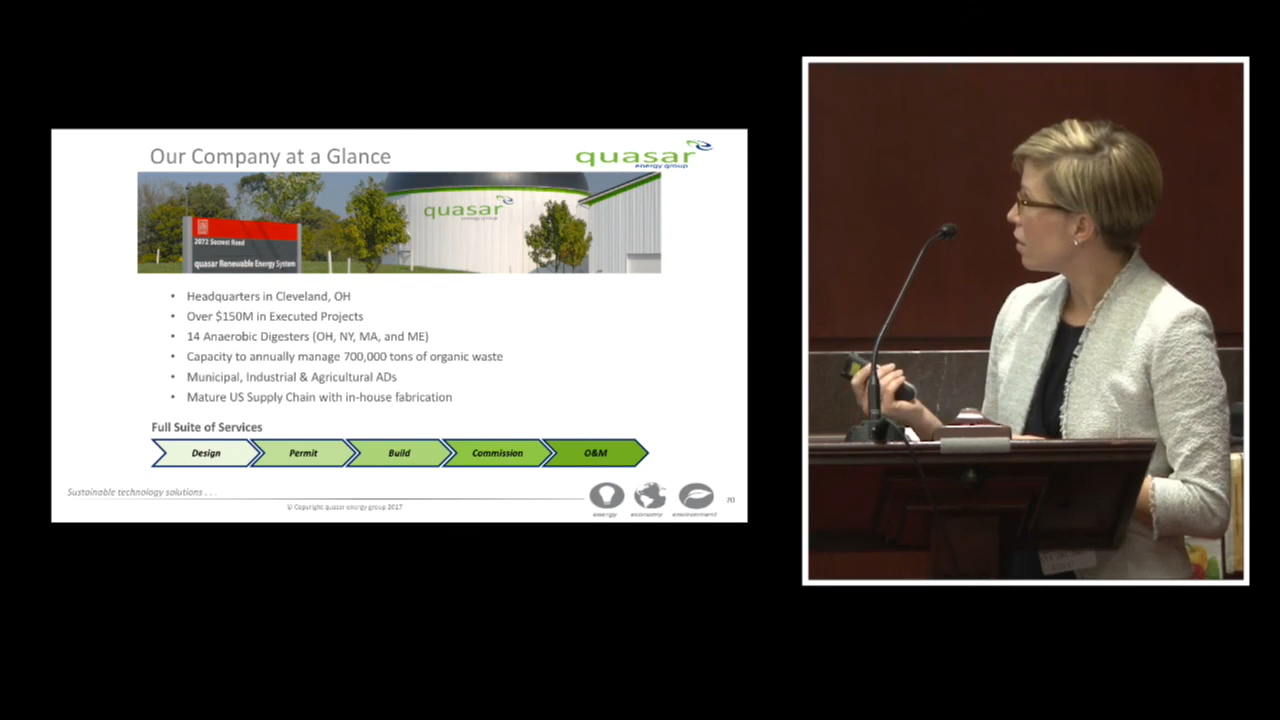 Our Company at a Glance
quasar
energy group
quasar
energy group
2072 Secrest Road
quasar Renewable Energy System
• Headquarters in Cleveland, OH
• Over $150M in Executed Projects
• 14 Anaerobic Digesters (OH, NY, MA, and ME)
• Capacity to annually manage 700,000 tons of organic waste
• Municipal, Industrial & Agricultural ADs
• Mature US Supply Chain with in-house fabrication
Full Suite of Services
Design Permit Build Commission O&M
Sustainable technology solutions . . .
© Copyright quasar energy group 2017
energy economy environment